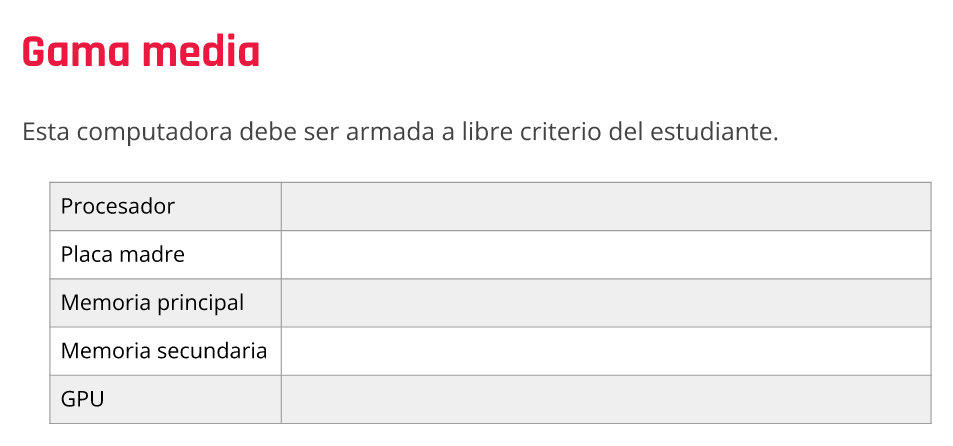 Gama media
Esta computadora debe ser armada a libre criterio del estudiante.
Procesador
Placa madre
Memoria principal
Memoria secundaria
GPU